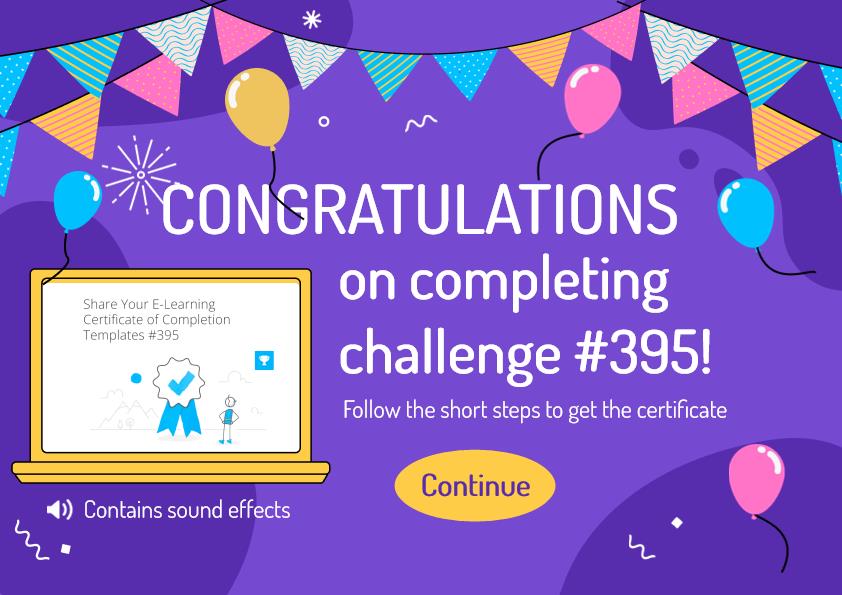 CONGRATULATIONS
on completing
challenge #395!
Share Your E-Learning
Certificate of Completion
Templates #395
Follow the short steps to get the certificate
Continue
Contains sound effects